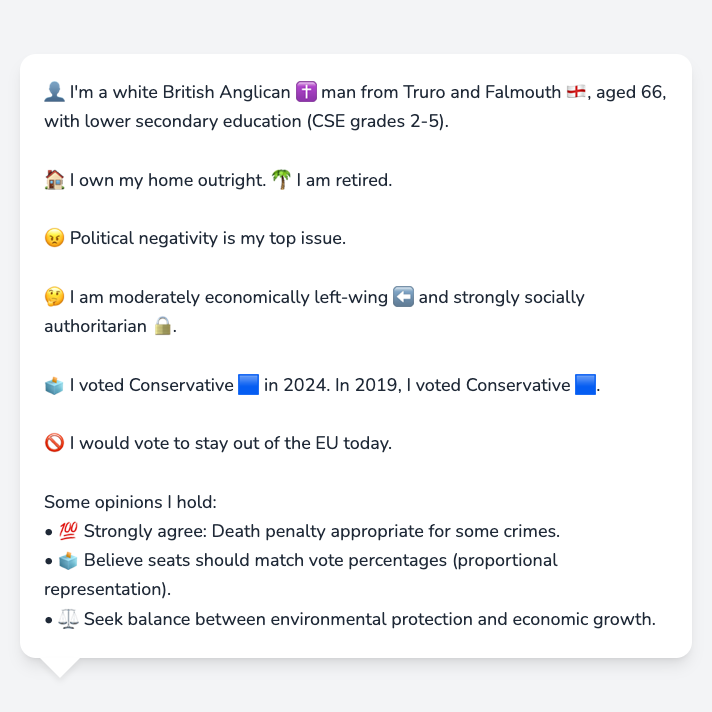 👤 I'm a white British Anglican ✝️ man from Truro and Falmouth 🏴󠁧󠁢󠁥󠁮󠁧󠁿, aged 66,
with lower secondary education (CSE grades 2-5).
🏠 I own my home outright. 🌴 I am retired.
😠 Political negativity is my top issue.
🤔 I am moderately economically left-wing ⬅️ and strongly socially
authoritarian 🔒.
🗳️ I voted Conservative 🟦 in 2024. In 2019, I voted Conservative 🟦.
🚫 I would vote to stay out of the EU today.
Some opinions I hold:
• 💯 Strongly agree: Death penalty appropriate for some crimes.
• 🗳️ Believe seats should match vote percentages (proportional
representation).
• ⚖️ Seek balance between environmental protection and economic growth.